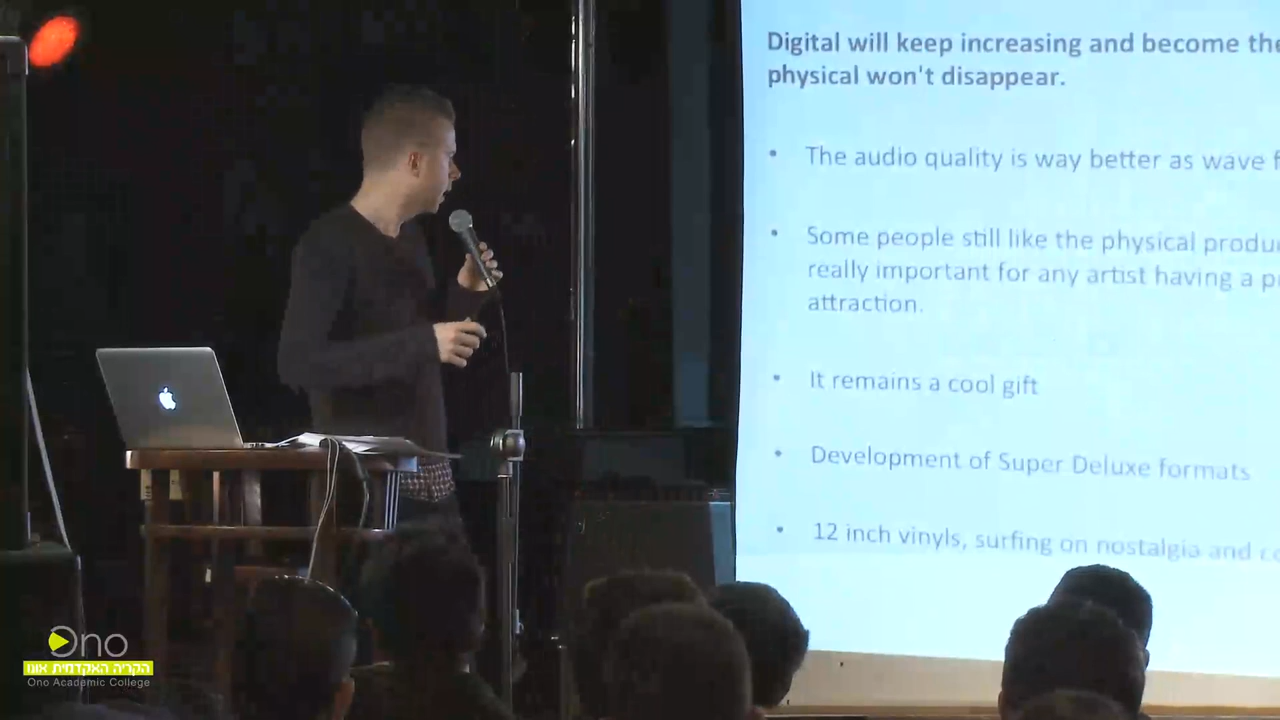 Digital will keep increasing and become the
physical won't disappear.
• The audio quality is way better as wave
• Some people still like the physical
really important for any artist having a
attraction.
• It remains a cool gift
• Development of Super Deluxe formats
• 12 inch vinyls, surfing on nostalgia and
Ono
הקריה האקדמית אונו
Ono Academic College